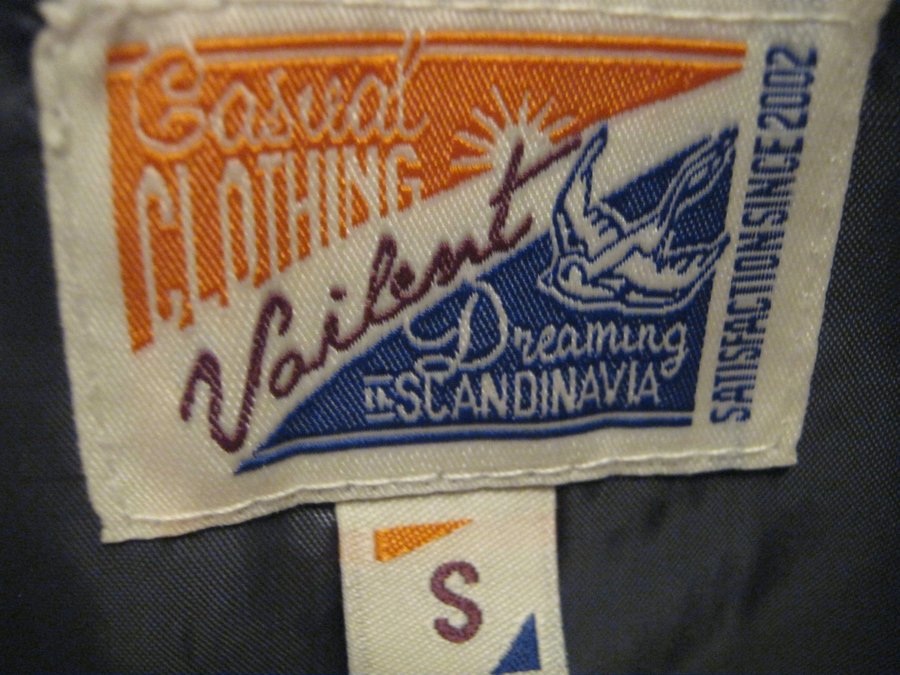 Casual
CLOTHING
Vailent
Dreaming
IN SCANDINAVIA
SATISFACTION SINCE 2002
S